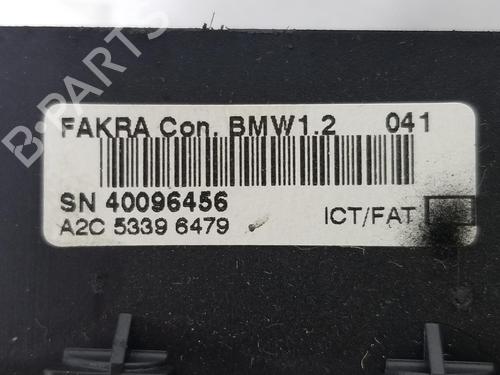 FAKRA Con. BMW1.2 041
SN 40096456
A2C 5339 6479
ICT/FAT
B-PARTS